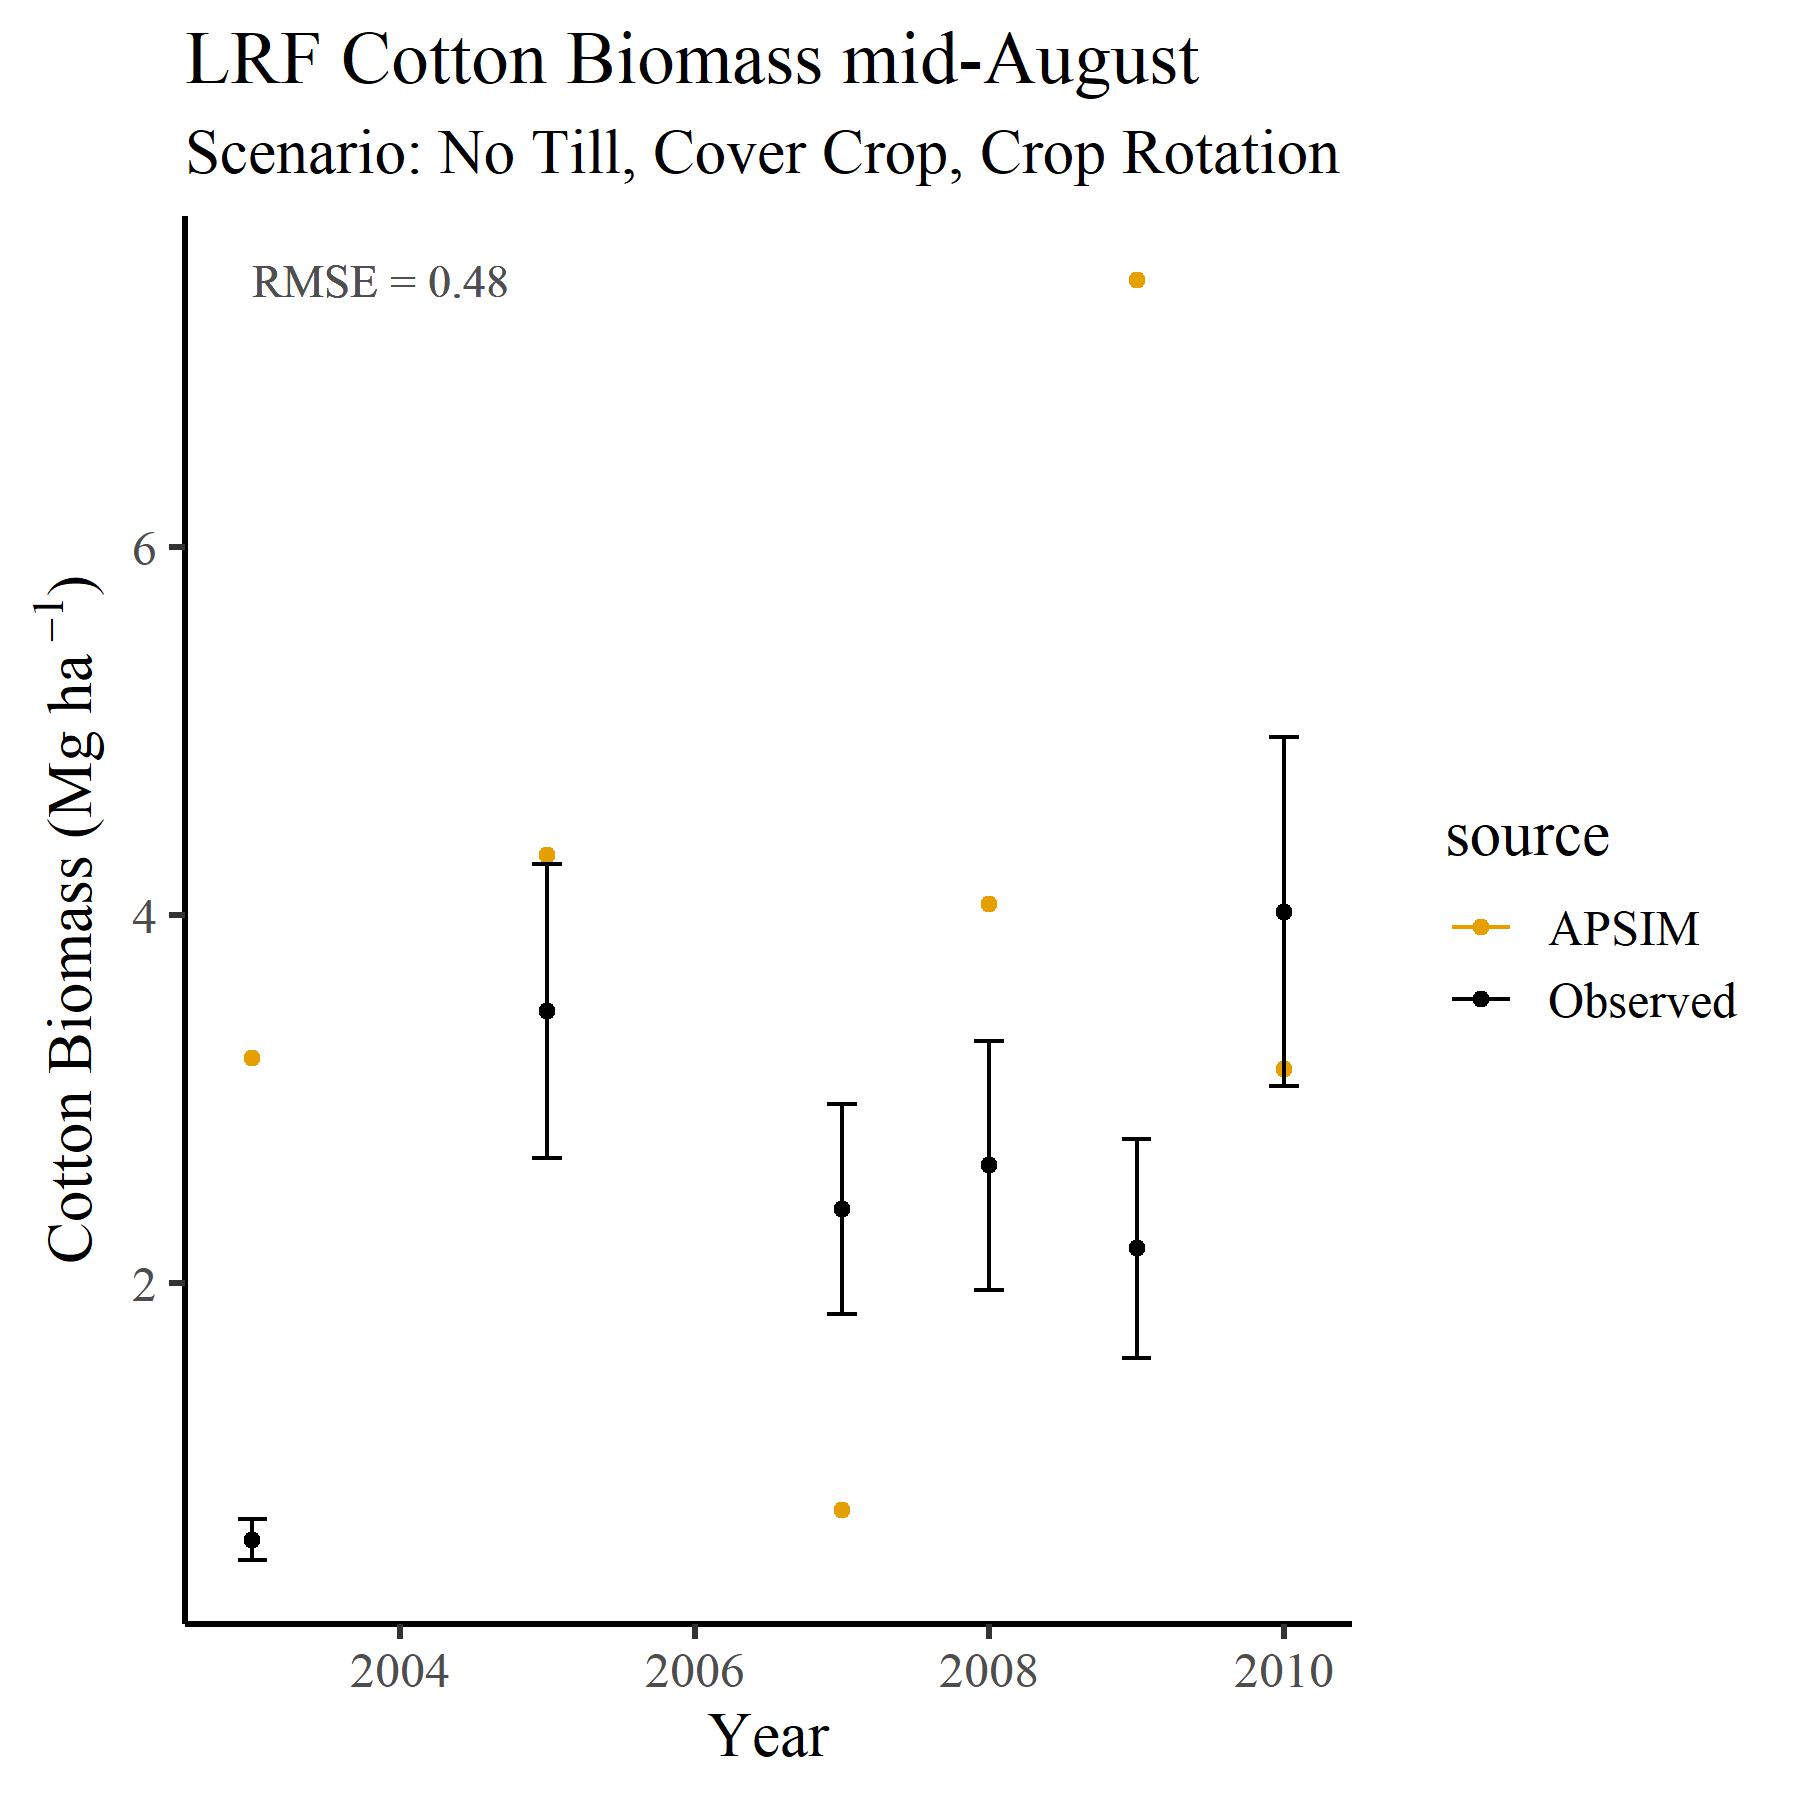 LRF Cotton Biomass mid-August
Scenario: No Till, Cover Crop, Crop Rotation
RMSE = 0.48
Cotton Biomass (Mg ha⁻¹)
6
4
2
2004
2006
2008
2010
Year
source
APSIM
Observed